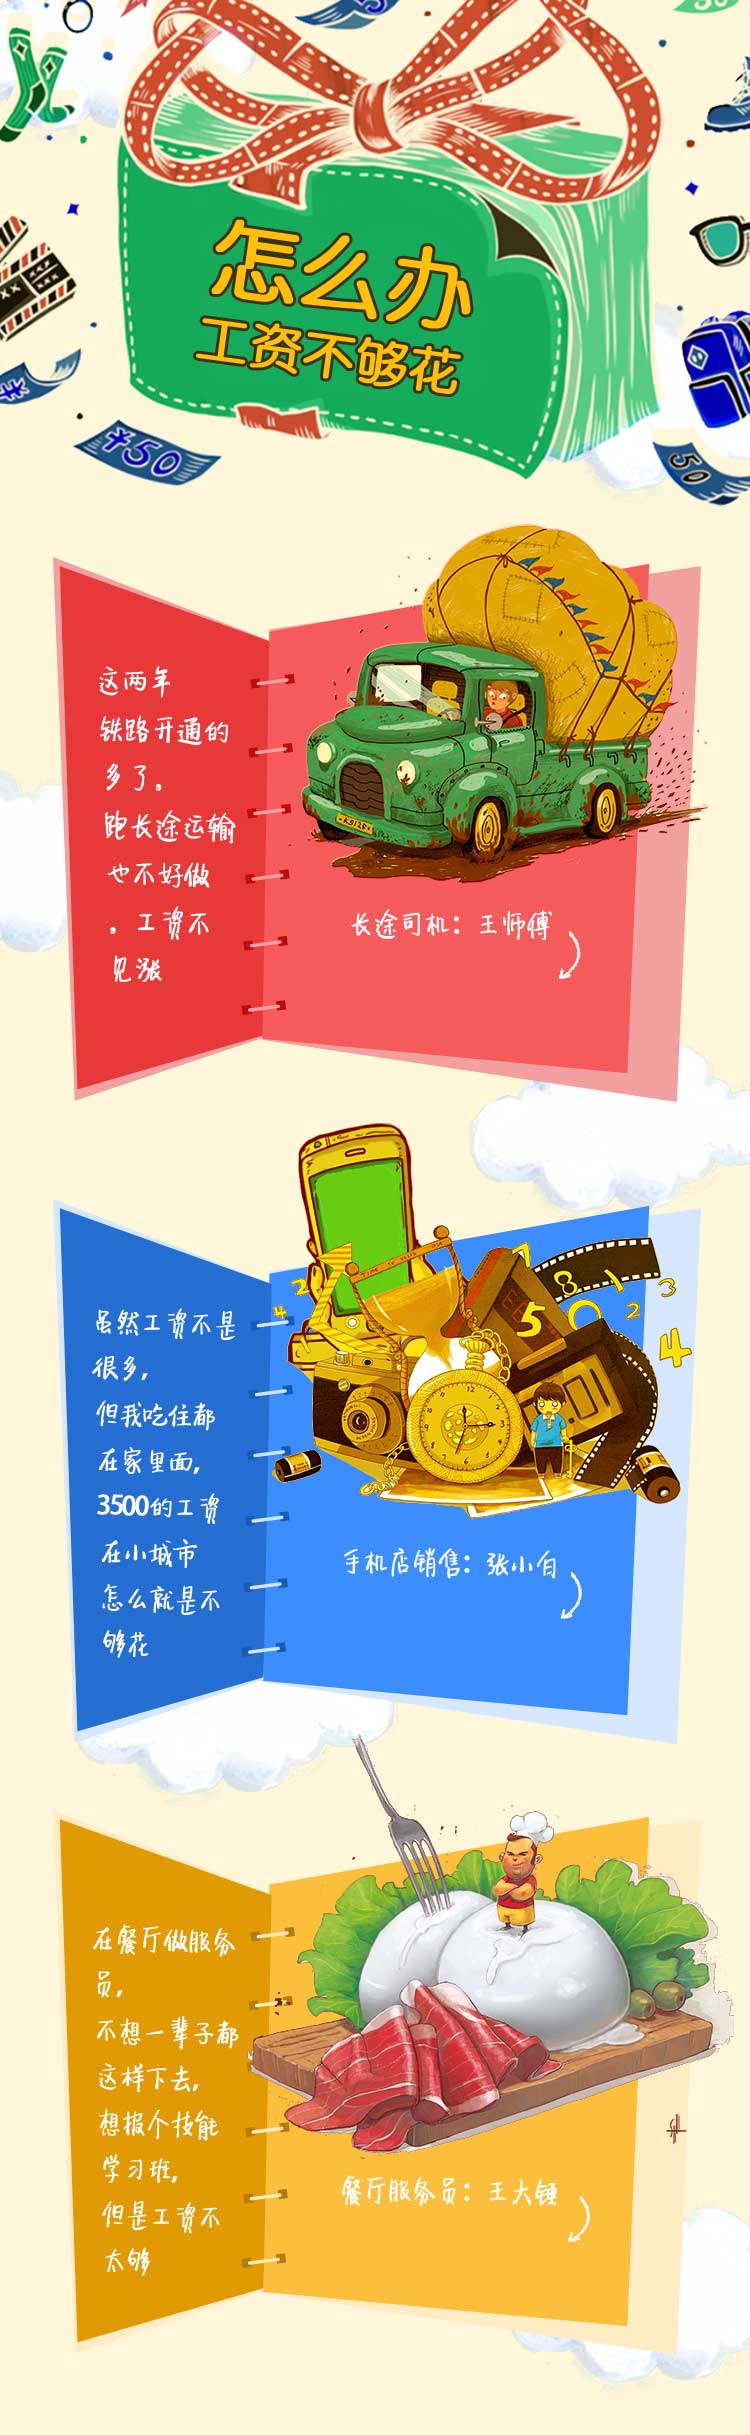 怎么办
工资不够花
¥50
50
这两年
铁路开通的
多了。
跑长途运输
也不好做
。工资不
见涨
长途司机：王师傅
虽然工资不是
很多，
但我吃住都
在家里面，
3500的工资
在小城市
怎么就是不
够花
手机店销售：张小白
在餐厅做服务
员，
不想一辈子都
这样下去，
想报个技能
学习班，
但是工资不
太够
餐厅服务员：王大锤